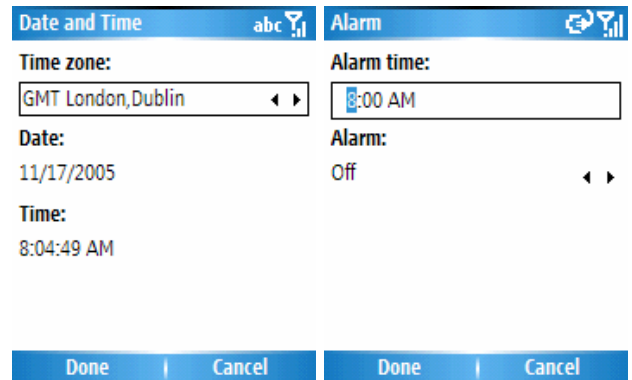 Date and Time abc
Time zone:
GMT London,Dublin
Date:
11/17/2005
Time:
8:04:49 AM
Done Cancel
Alarm
Alarm time:
8:00 AM
Alarm:
Off
Done Cancel